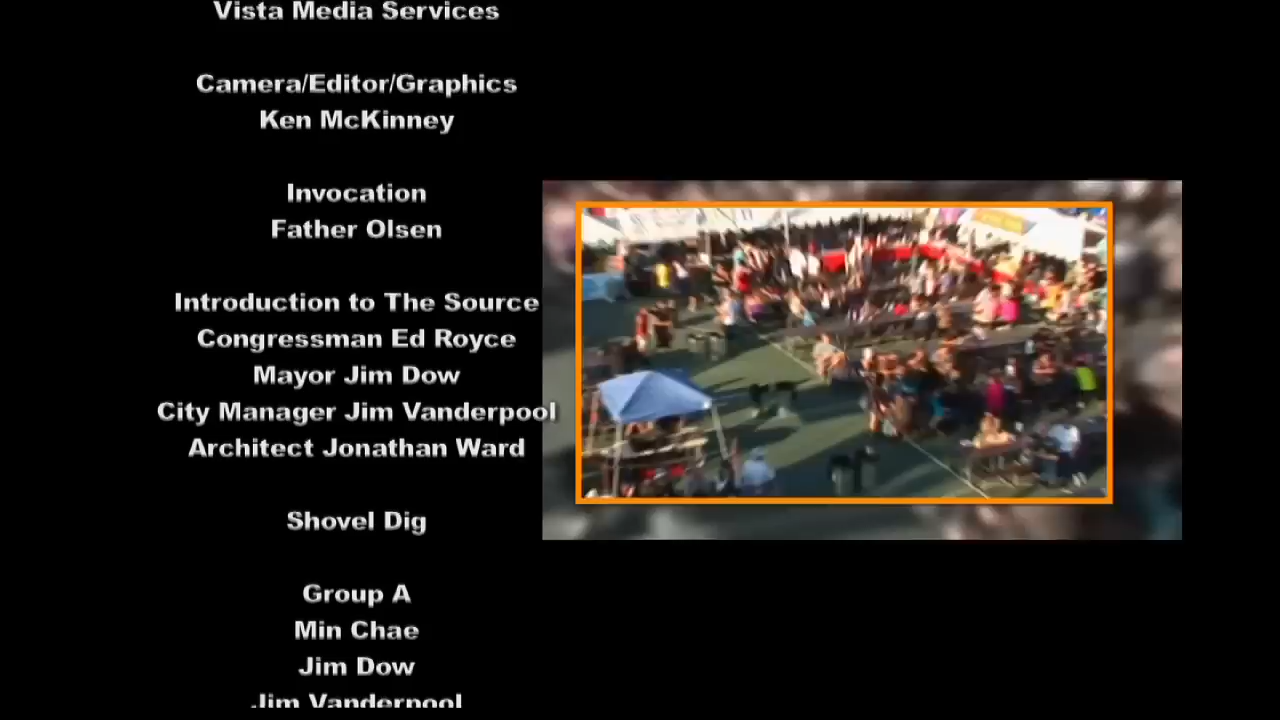 Vista Media Services
Camera/Editor/Graphics
Ken McKinney
Invocation
Father Olsen
Introduction to The Source
Congressman Ed Royce
Mayor Jim Dow
City Manager Jim Vanderpool
Architect Jonathan Ward
Shovel Dig
Group A
Min Chae
Jim Dow
Jim Vanderpool